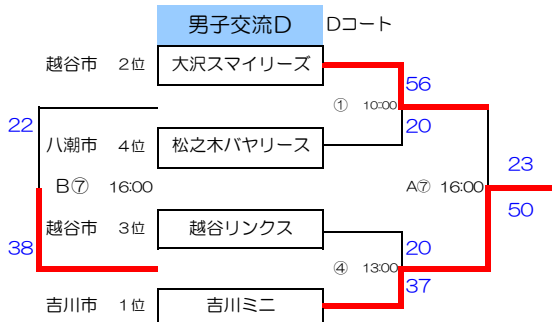 男子交流D Dコート
越谷市 2位 大沢スマイリーズ
56
① 10:00
22 20
八潮市 4位 松之木バヤリース
23
B⑦ 16:00 A⑦ 16:00
50
越谷市 3位 越谷リンクス
38 20
④ 13:00
37
吉川市 1位 吉川ミニ